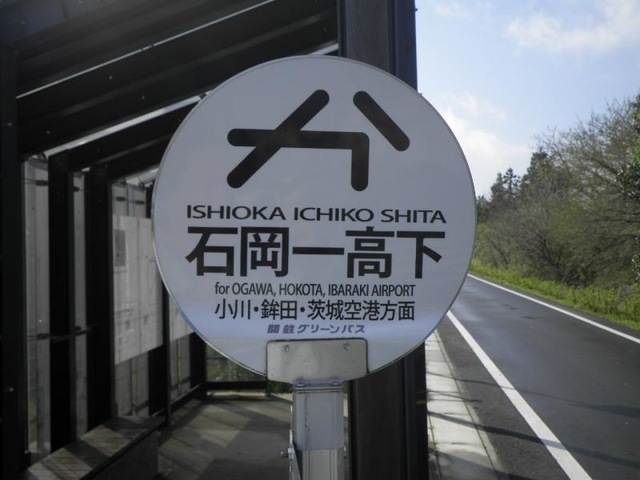 ISHIOKA ICHIKO SHITA
石岡一高下
for OGAWA, HOKOTA, IBARAKI AIRPORT
小川・鉾田・茨城空港方面
関鉄グリーンバス